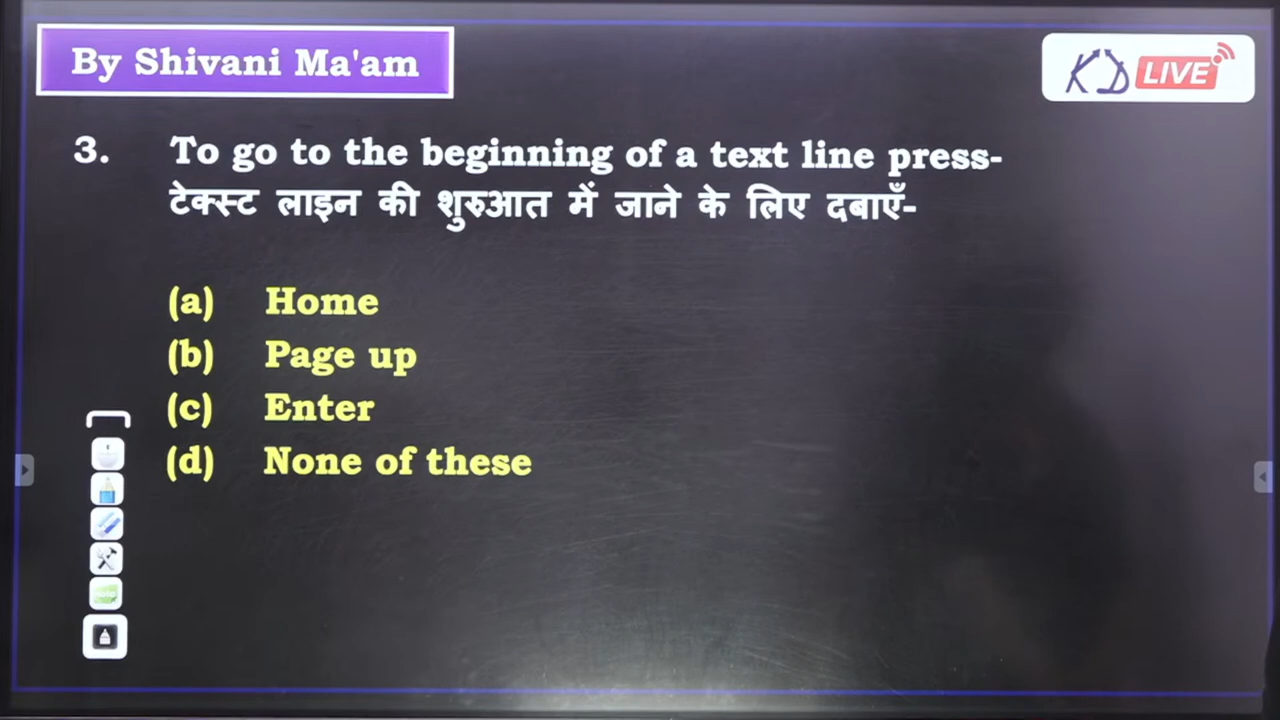 By Shivani Ma'am
KD LIVE
3. To go to the beginning of a text line press-
टेक्स्ट लाइन की शुरुआत में जाने के लिए दबाएँ-
(a) Home
(b) Page up
(c) Enter
(d) None of these